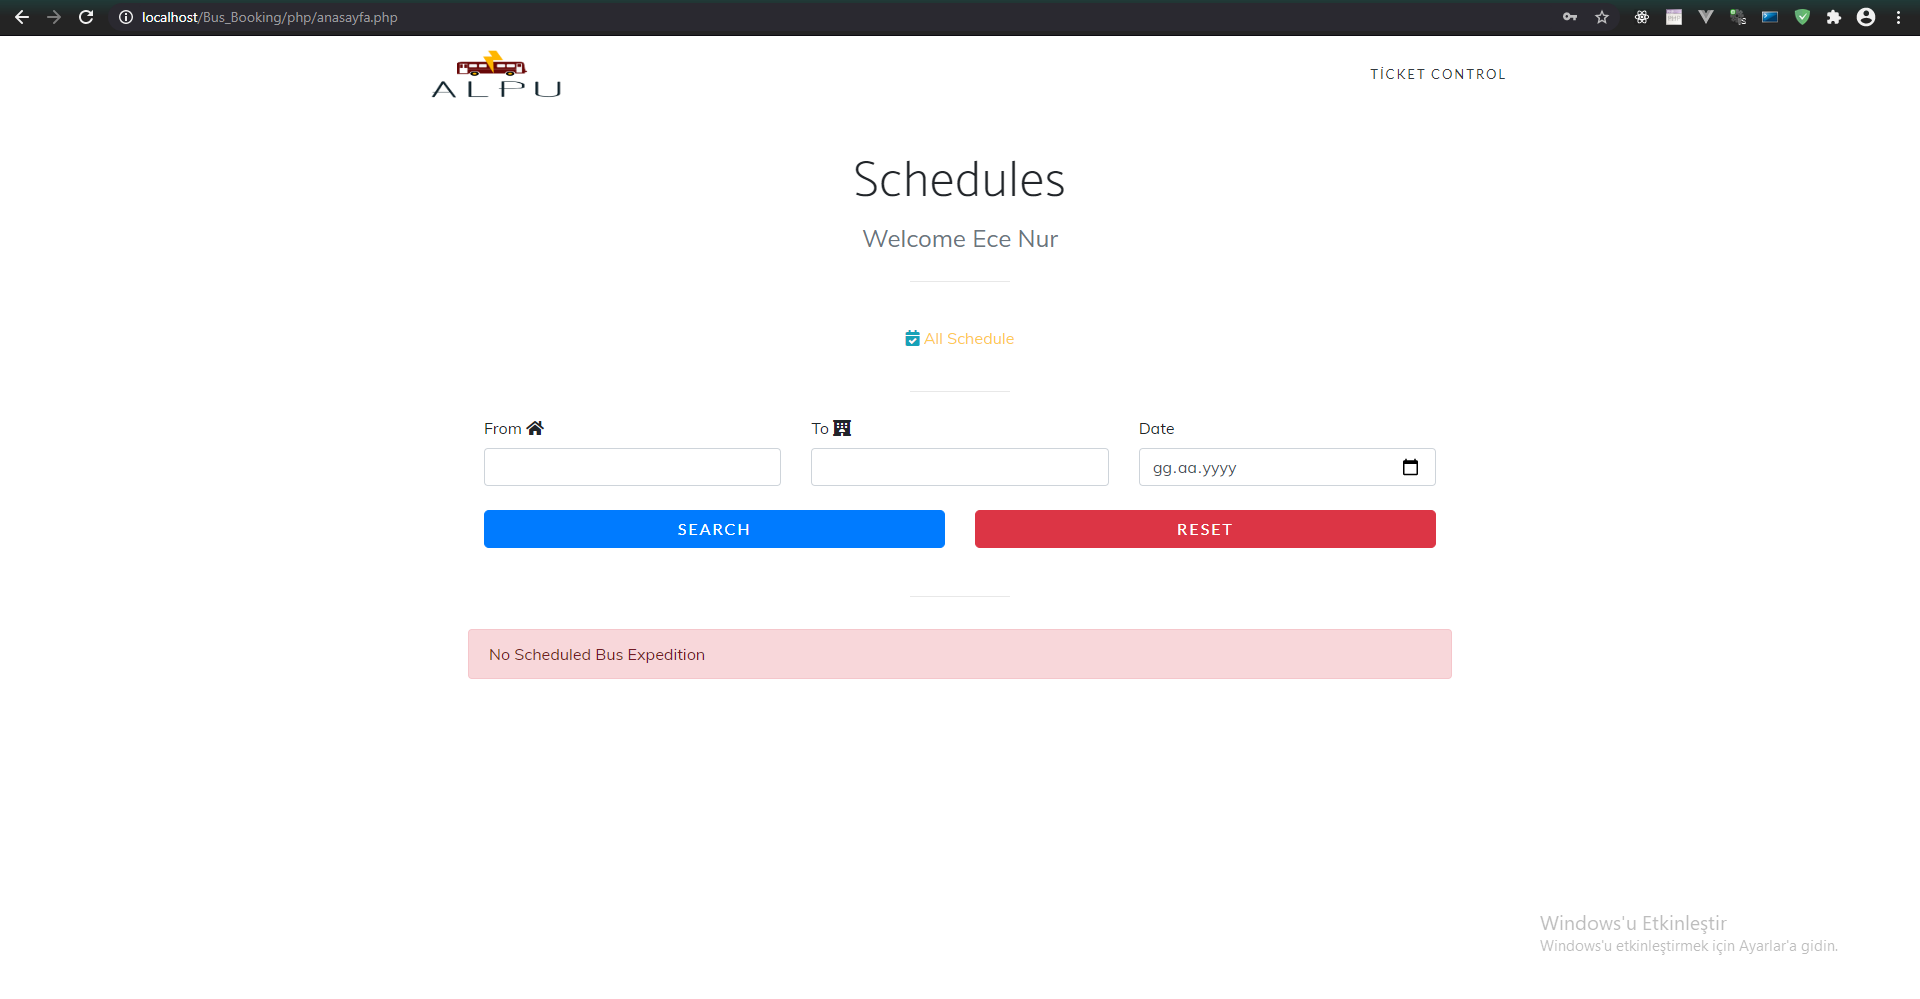 localhost/Bus_Booking/php/anasayfa.php
ALPU
TİCKET CONTROL
Schedules
Welcome Ece Nur
All Schedule
From
To
Date
gg.aa.yyyy
SEARCH
RESET
No Scheduled Bus Expedition
Windows'u Etkinleştir
Windows'u etkinleştirmek için Ayarlar'a gidin.